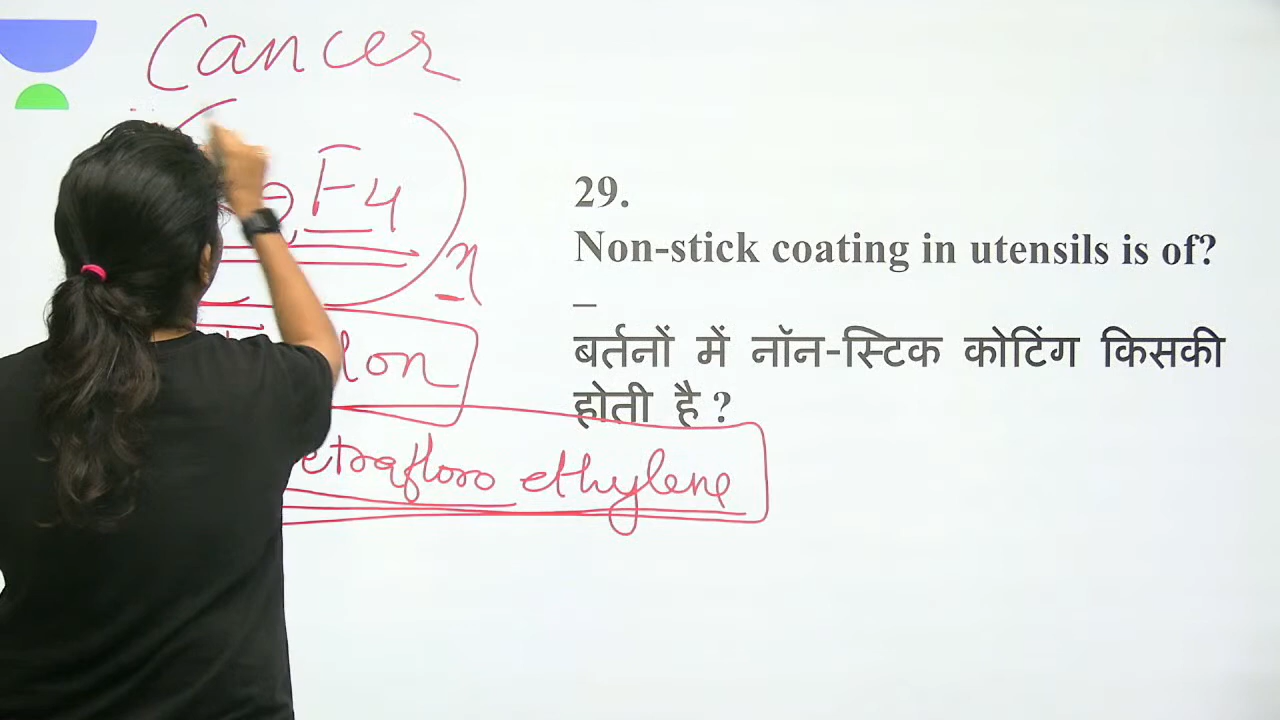 Cancer
F4
n
lon
etrafloro ethylene
29.
Non-stick coating in utensils is of?
_
बर्तनों में नॉन-स्टिक कोटिंग किसकी
होती है ?